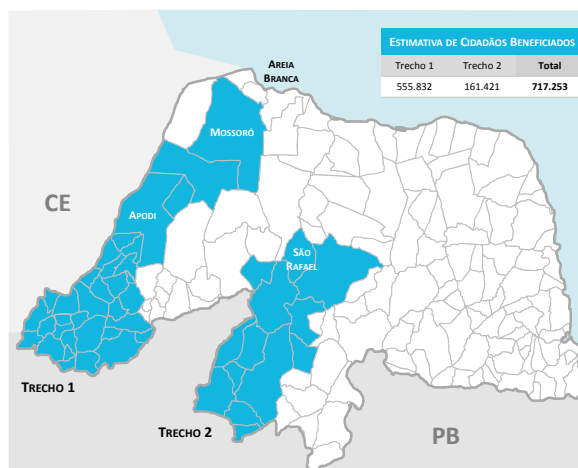 ESTIMATIVA DE CIDADÃOS BENEFICIADOS
Trecho 1 Trecho 2 Total
555.832 161.421 717.253
AREIA
BRANCA
MOSSORÓ
CE
APODI
SÃO
RAFAEL
TRECHO 1
TRECHO 2
PB